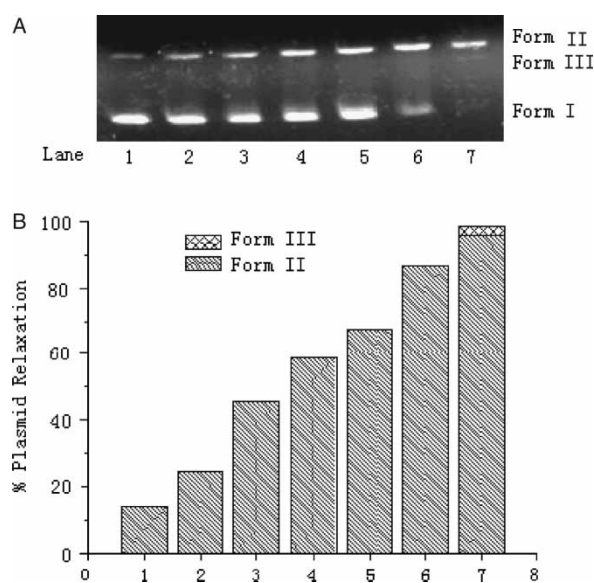 A
Form II
Form III
Form I
Lane 1 2 3 4 5 6 7
B
Form III
Form II
% Plasmid Relaxation
100
80
60
40
20
0
0 1 2 3 4 5 6 7 8